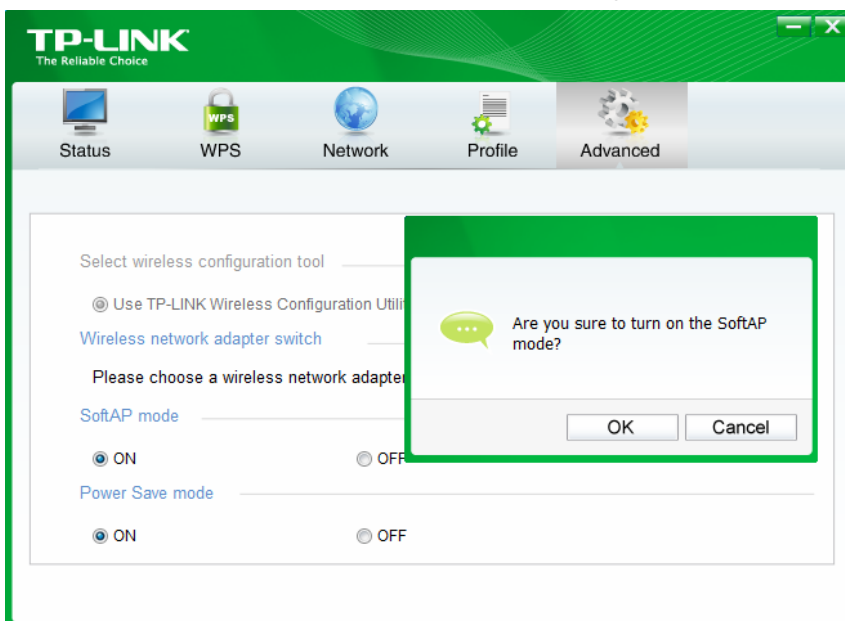 TP-LINK
The Reliable Choice
Status
WPS
WPS
Network
Profile
Advanced
Select wireless configuration tool
Use TP-LINK Wireless Configuration
Wireless network adapter switch
Please choose a wireless network adapter
SoftAP mode
ON
OFF
Power Save mode
ON
OFF
Are you sure to turn on the SoftAP
mode?
OK
Cancel